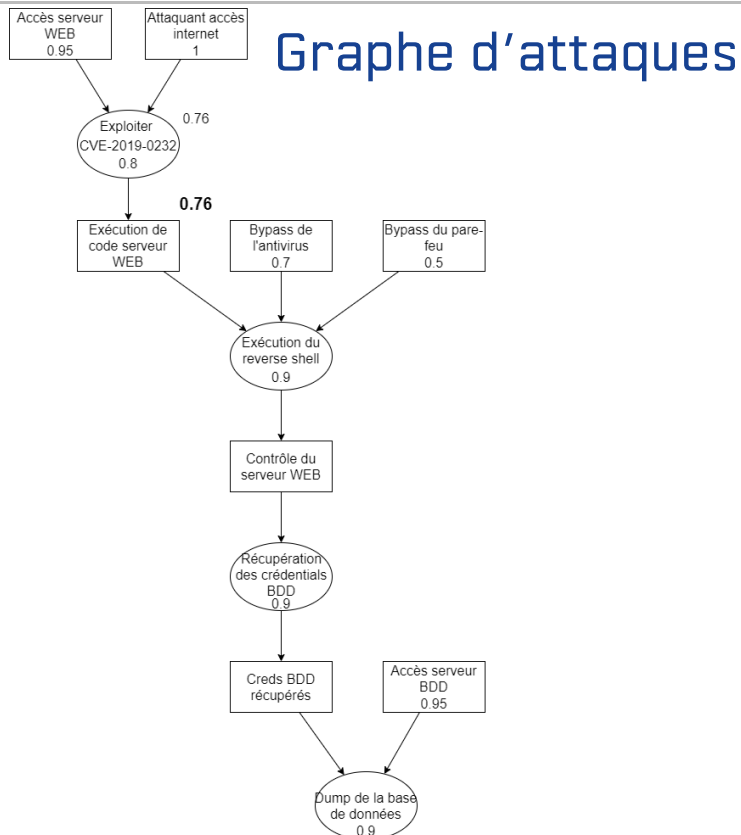 Graphe d'attaques
Accès serveur
WEB
0.95
Attaquant accès
internet
1
Exploiter
CVE-2019-0232
0.8
0.76
0.76
Exécution de
code serveur
WEB
Bypass de
l'antivirus
0.7
Bypass du pare-
feu
0.5
Exécution du
reverse shell
0.9
Contrôle du
serveur WEB
Récupération
des crédentials
BDD
0.9
Creds BDD
récupérés
Accès serveur
BDD
0.95
Dump de la base
de données
0.9